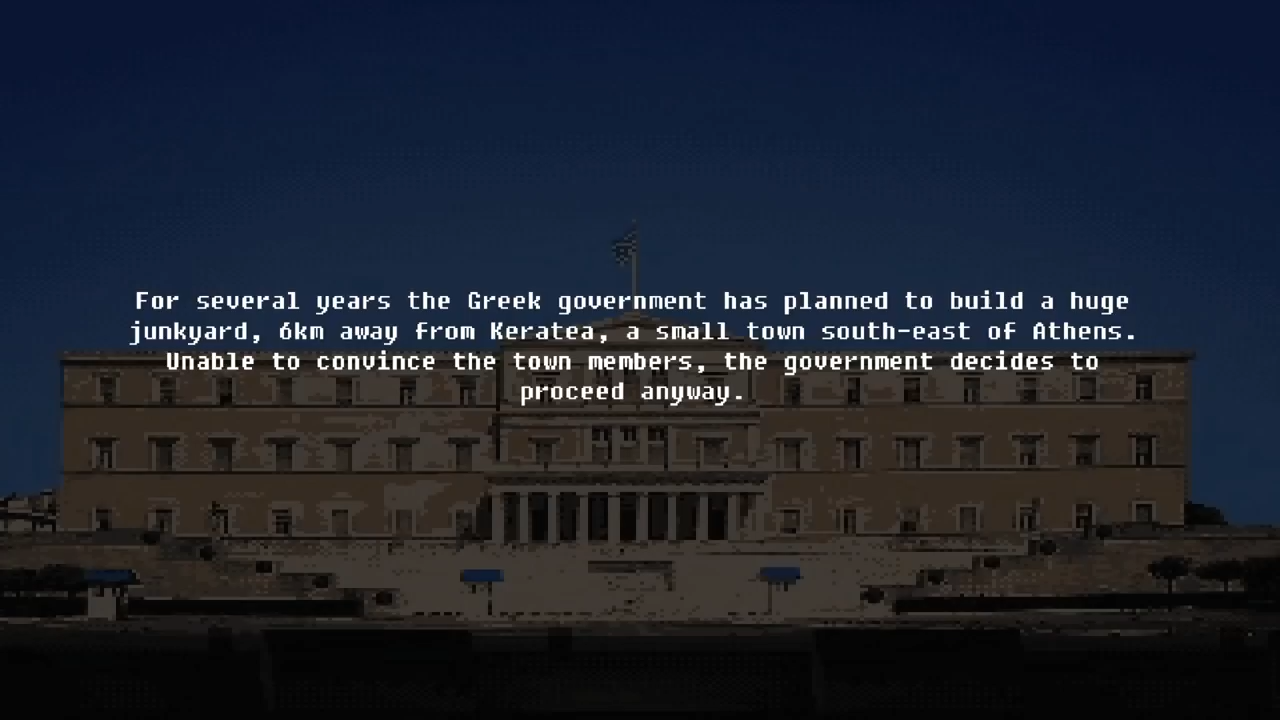 For several years the Greek government has planned to build a huge
junkyard, 6km away from Keratea, a small town south-east of Athens.
Unable to convince the town members, the government decides to
proceed anyway.